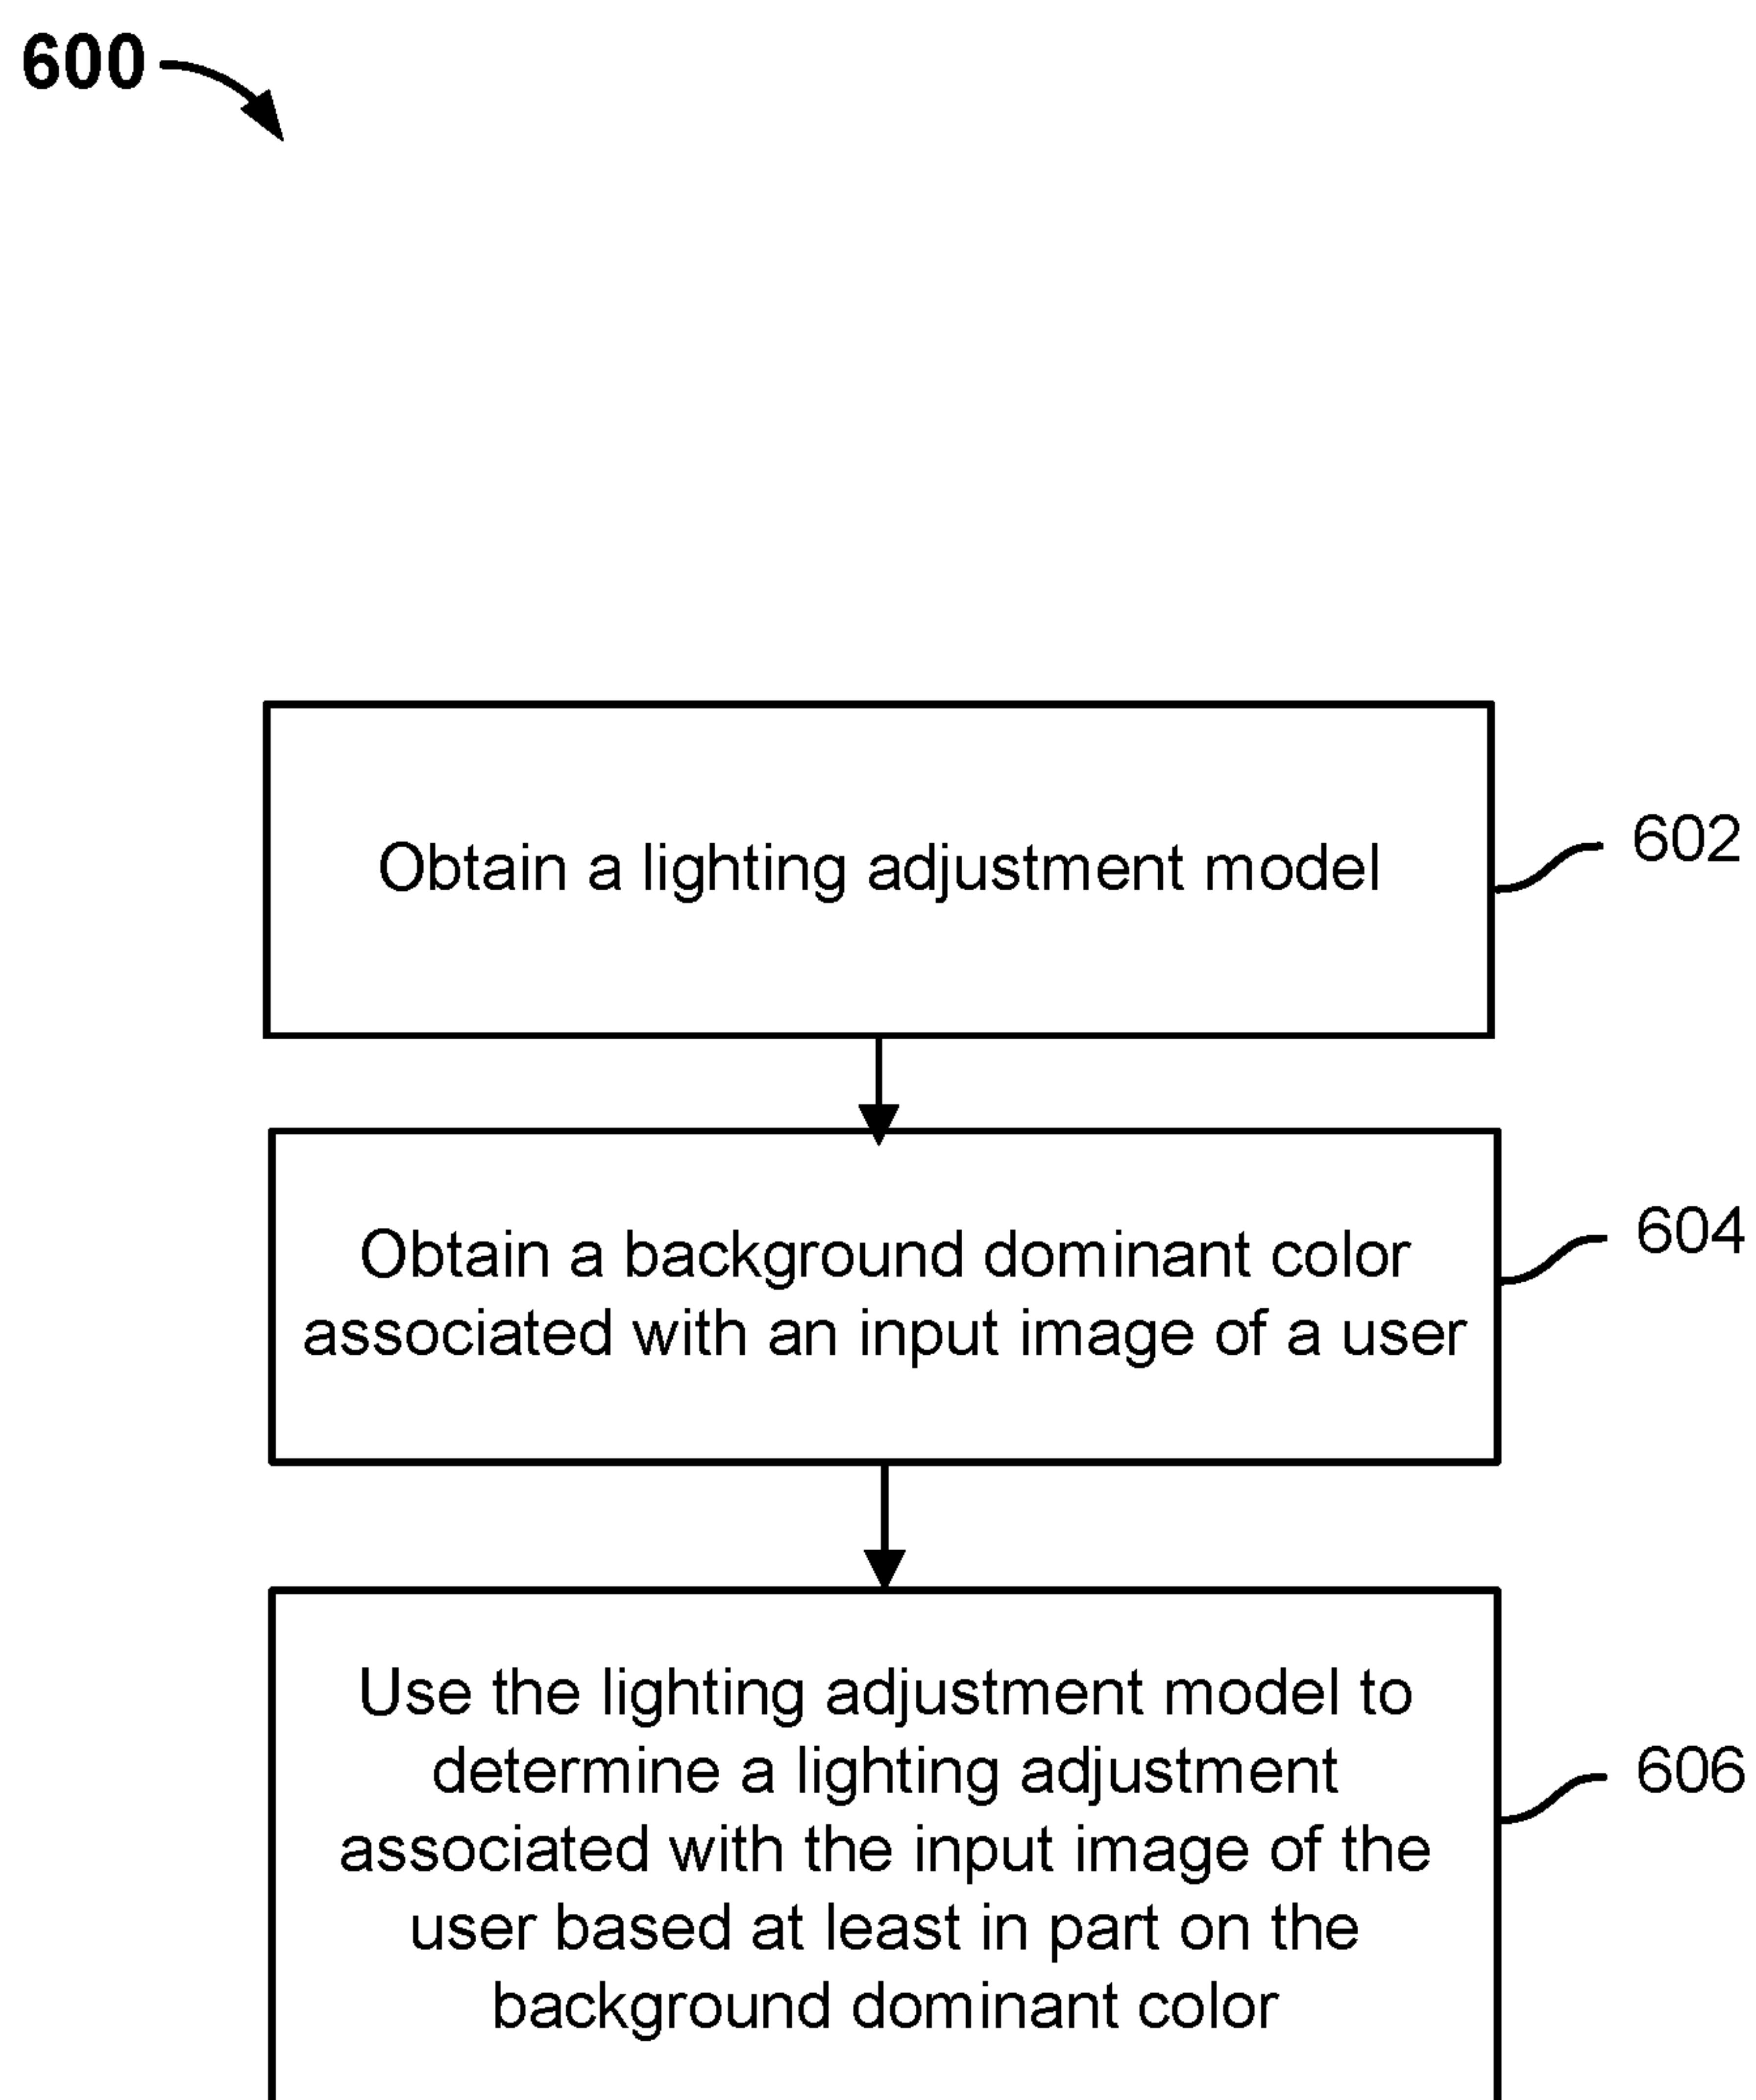 600
Obtain a lighting adjustment model
602
Obtain a background dominant color
associated with an input image of a user
604
Use the lighting adjustment model to
determine a lighting adjustment
associated with the input image of the
user based at least in part on the
background dominant color
606